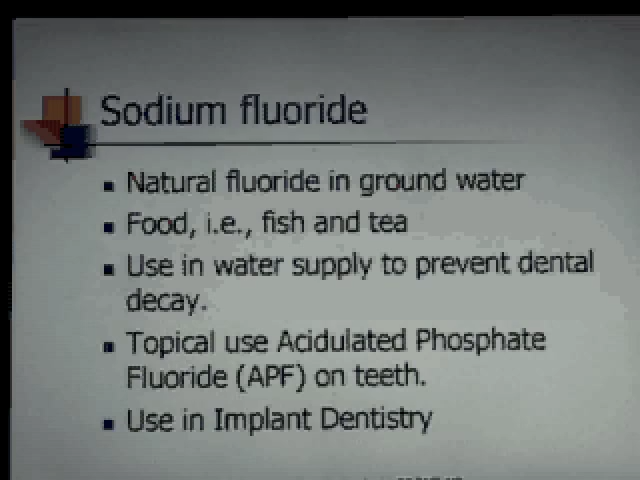 Sodium fluoride
Natural fluoride in ground water
Food, i.e., fish and tea
Use in water supply to prevent dental
decay.
Topical use Acidulated Phosphate
Fluoride (APF) on teeth.
Use in Implant Dentistry